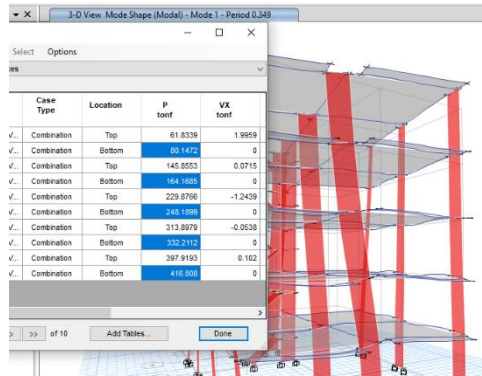 3-D View Mode Shape (Modal) - Mode 1 - Period 0.349
Select Options
Case Type Location P tonf VX tonf
Combination Top 61.8339 1.9959
Combination Bottom 80.1472 0
Combination Top 145.8553 0.0715
Combination Bottom 164.1685 0
Combination Top 229.8766 -1.2439
Combination Bottom 248.1899 0
Combination Top 313.8979 -0.0538
Combination Bottom 332.2112 0
Combination Top 397.9193 0.102
Combination Bottom 416.808 0
> >> of 10 Add Tables... Done